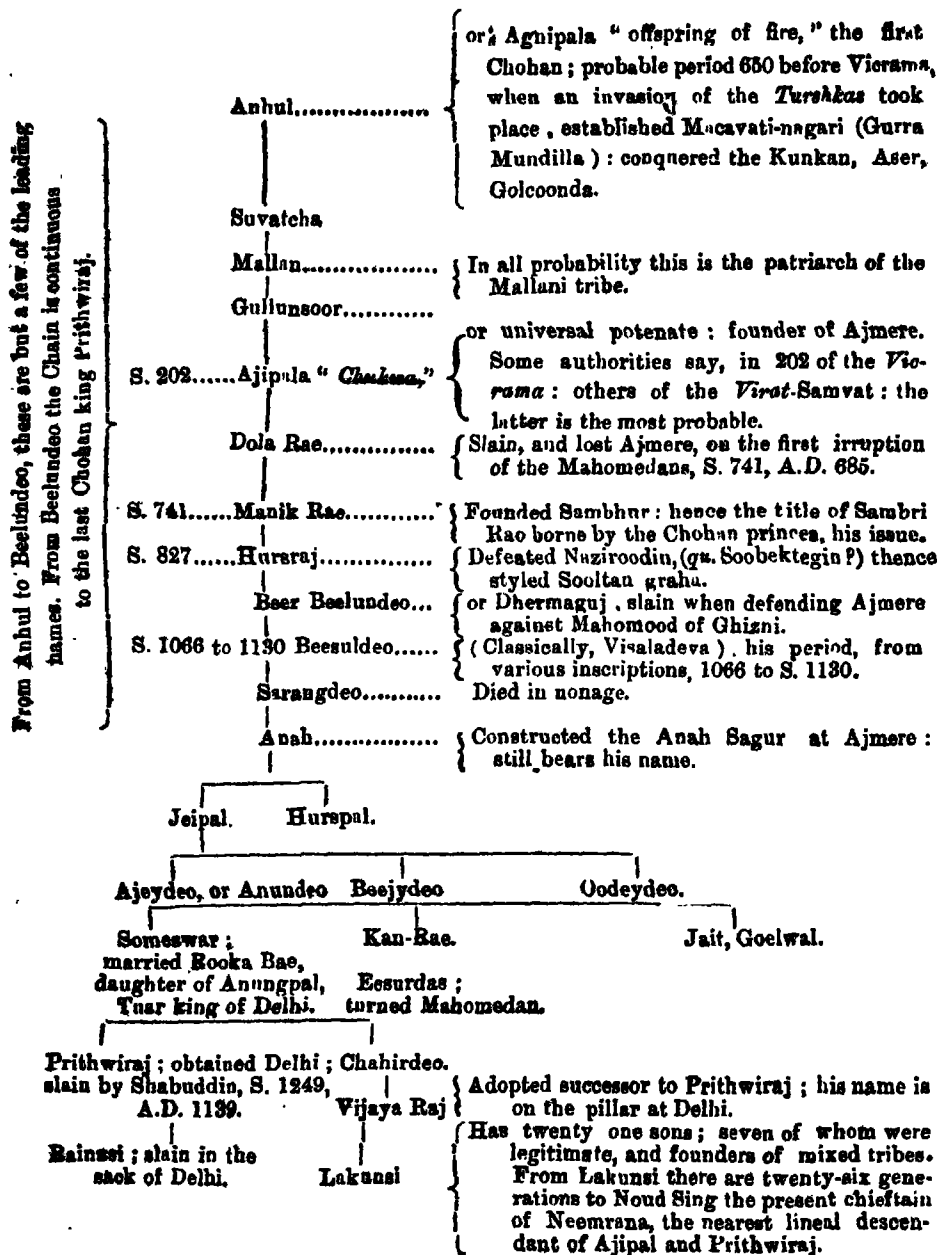 From Anhul to Beelundeo, these are but a few of the leading
names. From Beelundeo the Chain is continuous
to the last Chohan king Prithwiraj.
Anhul.................
or, Agnipala “ offspring of fire,” the first
Chohan ; probable period 650 before Vicrama,
when an invasion of the Turshkas took
place , established Macavati-nagari (Gurra
Mundilla ) : conquered the Kunkan, Aser,
Golcoonda.
Suvatcha
Mallan.................
In all probability this is the patriarch of the
Mallani tribe.
Gullunsoor............
S. 202......Ajipala “ Chukwa,”
or universal potenate : founder of Ajmere.
Some authorities say, in 202 of the Vic-
rama : others of the Virat-Samvat : the
latter is the most probable.
Dola Rae..............
Slain, and lost Ajmere, on the first irruption
of the Mahomedans, S. 741, A.D. 685.
S. 741......Manik Rae............
Founded Sambhur : hence the title of Sambri
Rao borne by the Chohan princes, his issue.
S. 827......Hursraj...............
Defeated Naziroodin, (qu. Soobektegin ?) thence
styled Sooltan graha.
Beer Beelundeo...
or Dhermaguj , slain when defending Ajmere
against Mahomood of Ghizni.
S. 1066 to 1130 Beesuldeo......
( Classically, Visaladeva ) . his period, from
various inscriptions, 1066 to S. 1130.
Sarangdeo...........
Died in nonage.
Anah.................
Constructed the Anah Sagur at Ajmere :
still bears his name.
Jeipal. Hurspal.
Ajeydeo, or Anundeo Beejydeo Oodeydeo.
Someswar ; Kan-Rae. Jait, Goelwal.
married Rooka Bae,
daughter of Anungpal, Eesurdas ;
Tuar king of Delhi. turned Mahomedan.
Prithwiraj ; obtained Delhi ; Chahirdeo.
slain by Shabuddin, S. 1249,
A.D. 1139. Vijaya Raj
Adopted successor to Prithwiraj ; his name is
on the pillar at Delhi.
Rainsi ; slain in the
sack of Delhi. Lakunsi
Has twenty one sons ; seven of whom were
legitimate, and founders of mixed tribes.
From Lakunsi there are twenty-six gene-
rations to Noud Sing the present chieftain
of Neemrana, the nearest lineal descen-
dant of Ajipal and Prithwiraj.